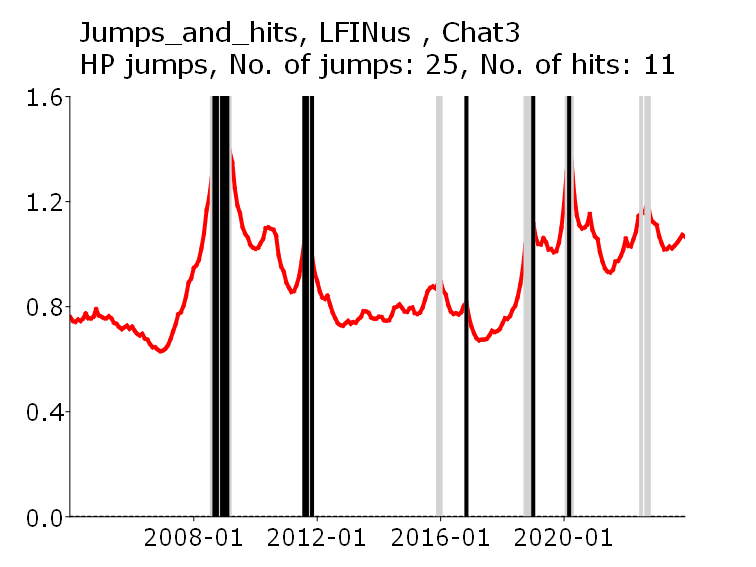 Jumps_and_hits, LFINus , Chat3
HP jumps, No. of jumps: 25, No. of hits: 11
1.6
1.2
0.8
0.4
0.0
2008-01 2012-01 2016-01 2020-01